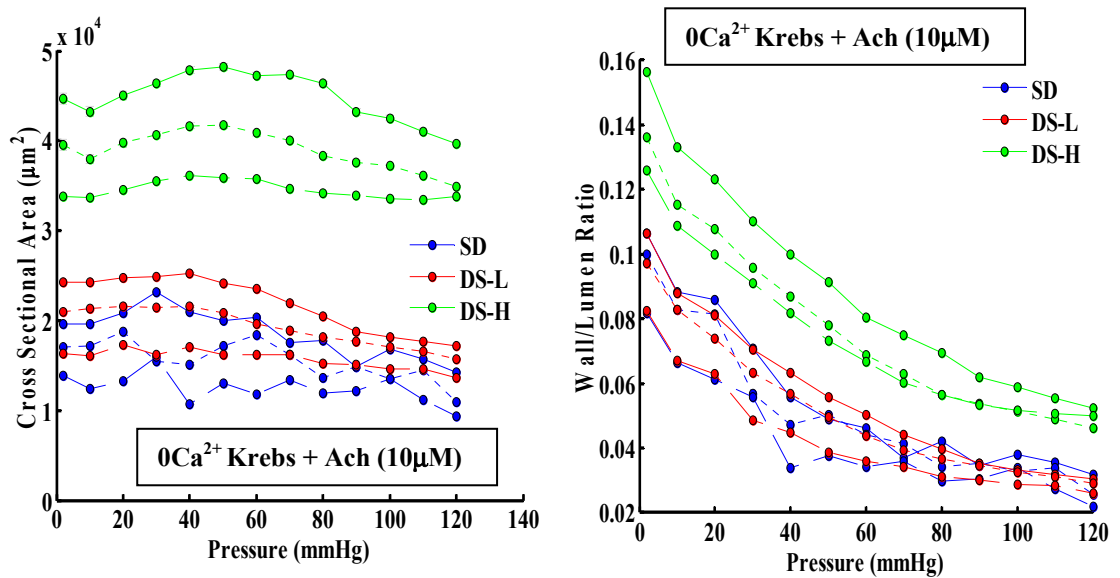 x 10⁴
0Ca²⁺ Krebs + Ach (10μM)
5
4
3
2
1
0
Cross Sectional Area (μm²)
SD
DS-L
DS-H
0Ca²⁺ Krebs + Ach (10μM)
0 20 40 60 80 100 120 140
Pressure (mmHg)
0.16
0.14
0.12
0.1
0.08
0.06
0.04
0.02
Wall/Lumen Ratio
SD
DS-L
DS-H
0 20 40 60 80 100 120
Pressure (mmHg)